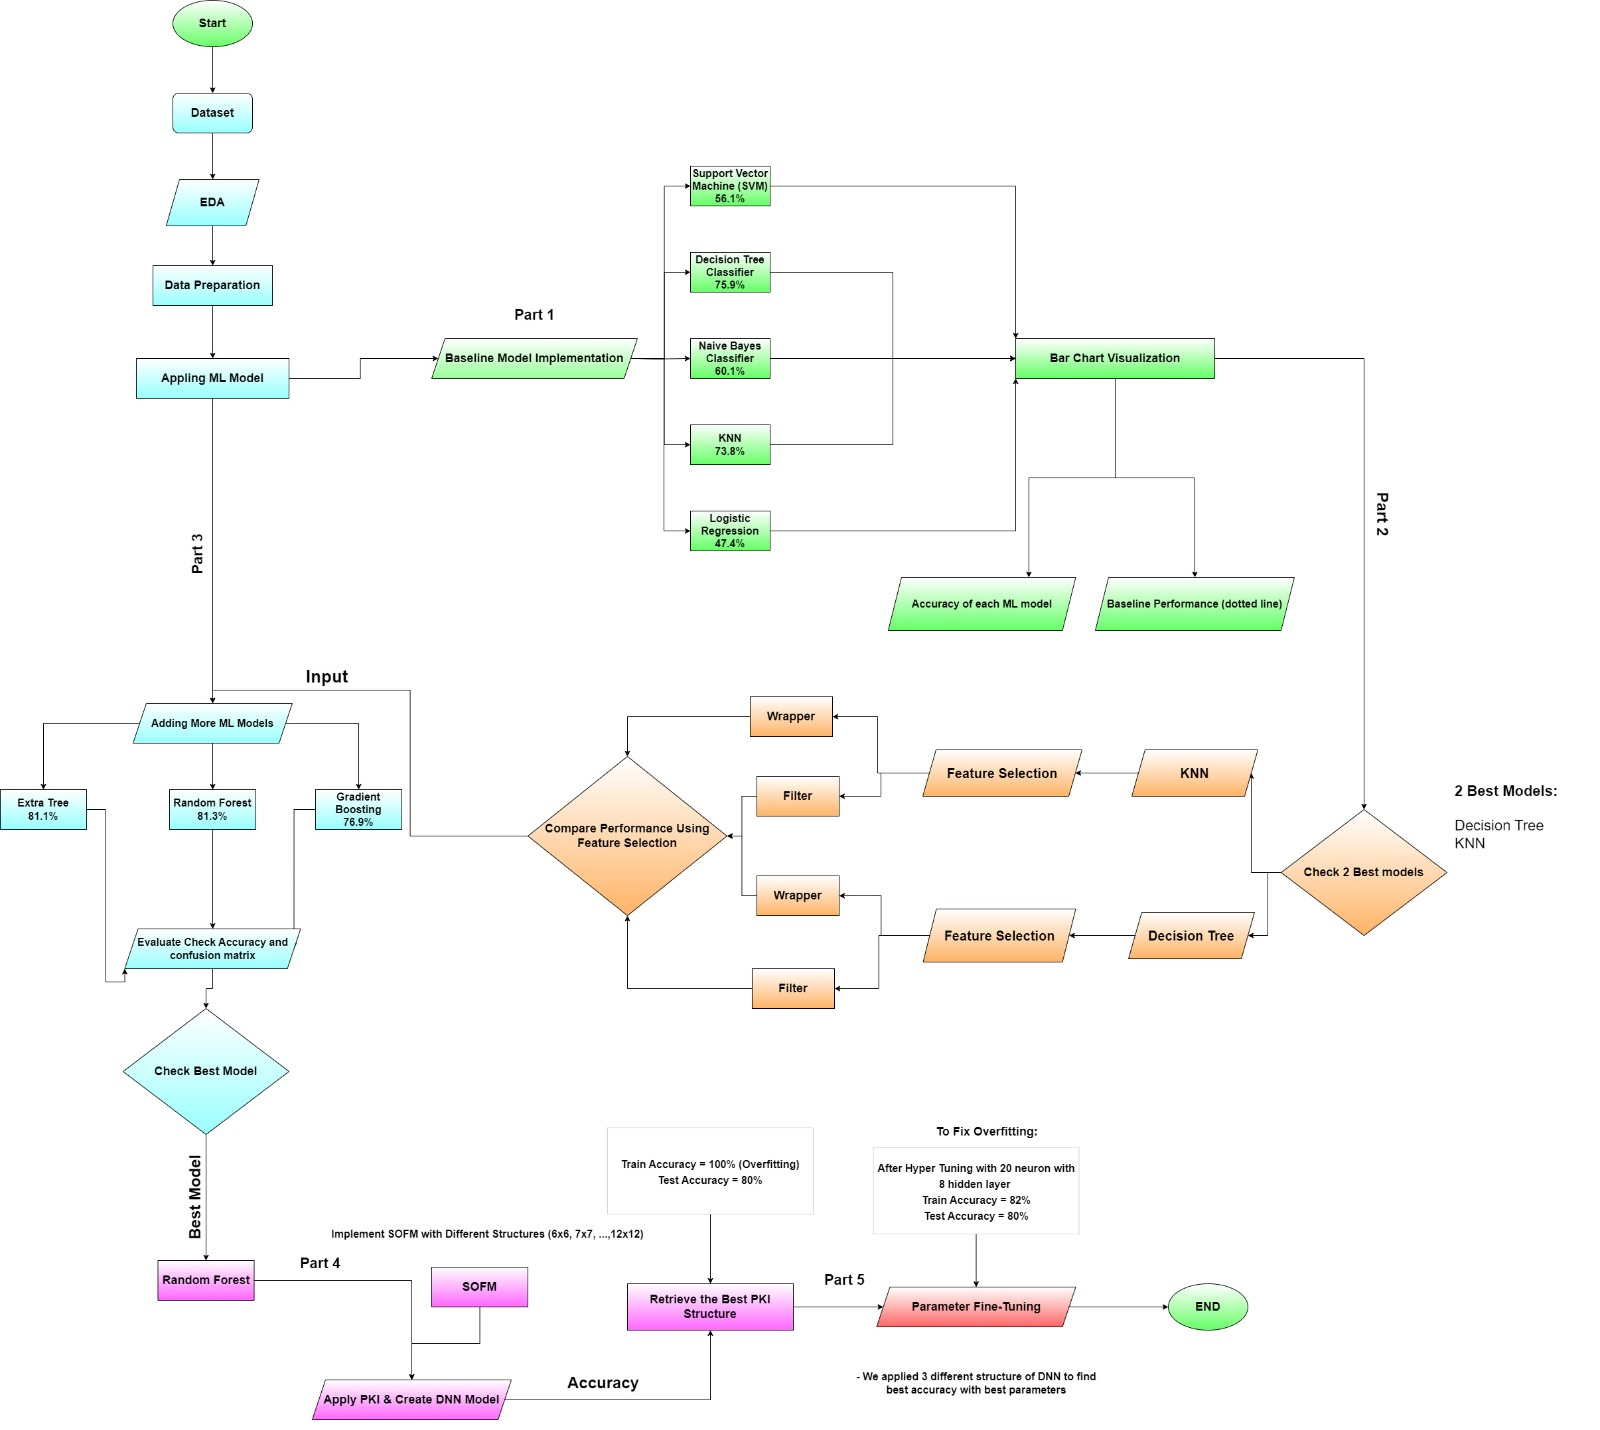 Start
Dataset
EDA
Data Preparation
Appling ML Model
Part 1
Baseline Model Implementation
Support Vector
Machine (SVM)
56.1%
Decision Tree
Classifier
75.9%
Naive Bayes
Classifier
60.1%
KNN
73.8%
Logistic
Regression
47.4%
Bar Chart Visualization
Accuracy of each ML model
Baseline Performance (dotted line)
Part 2
2 Best Models:
Decision Tree
KNN
Check 2 Best models
KNN
Feature Selection
Wrapper
Filter
Decision Tree
Feature Selection
Wrapper
Filter
Compare Performance Using
Feature Selection
Input
Part 3
Adding More ML Models
Extra Tree
81.1%
Random Forest
81.3%
Gradient
Boosting
76.9%
Evaluate Check Accuracy and
confusion matrix
Check Best Model
Best Model
Random Forest
Part 4
Implement SOFM with Different Structures (6x6, 7x7, ...,12x12)
SOFM
Apply PKI & Create DNN Model
Accuracy
Train Accuracy = 100% (Overfitting)
Test Accuracy = 80%
Retrieve the Best PKI
Structure
Part 5
To Fix Overfitting:
After Hyper Tuning with 20 neuron with
8 hidden layer
Train Accuracy = 82%
Test Accuracy = 80%
Parameter Fine-Tuning
END
- We applied 3 different structure of DNN to find
best accuracy with best parameters